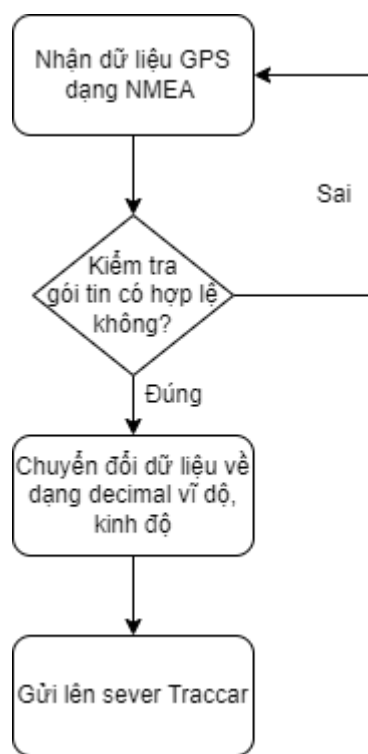 Nhận dữ liệu GPS
dạng NMEA
Sai
Kiểm tra
gói tin có hợp lệ
không?
Đúng
Chuyển đổi dữ liệu về
dạng decimal vĩ dộ,
kinh độ
Gửi lên sever Traccar